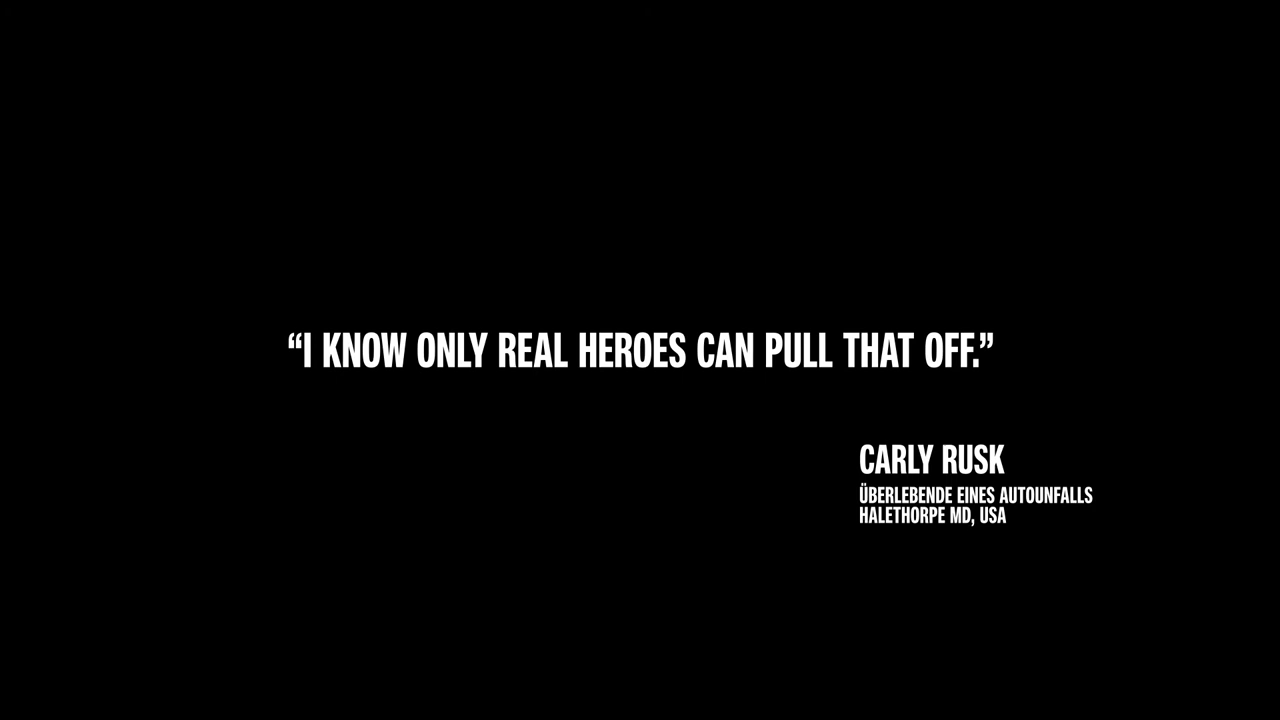 “I KNOW ONLY REAL HEROES CAN PULL THAT OFF.”
CARLY RUSK
ÜBERLEBENDE EINES AUTOUNFALLS
HALETHORPE MD, USA